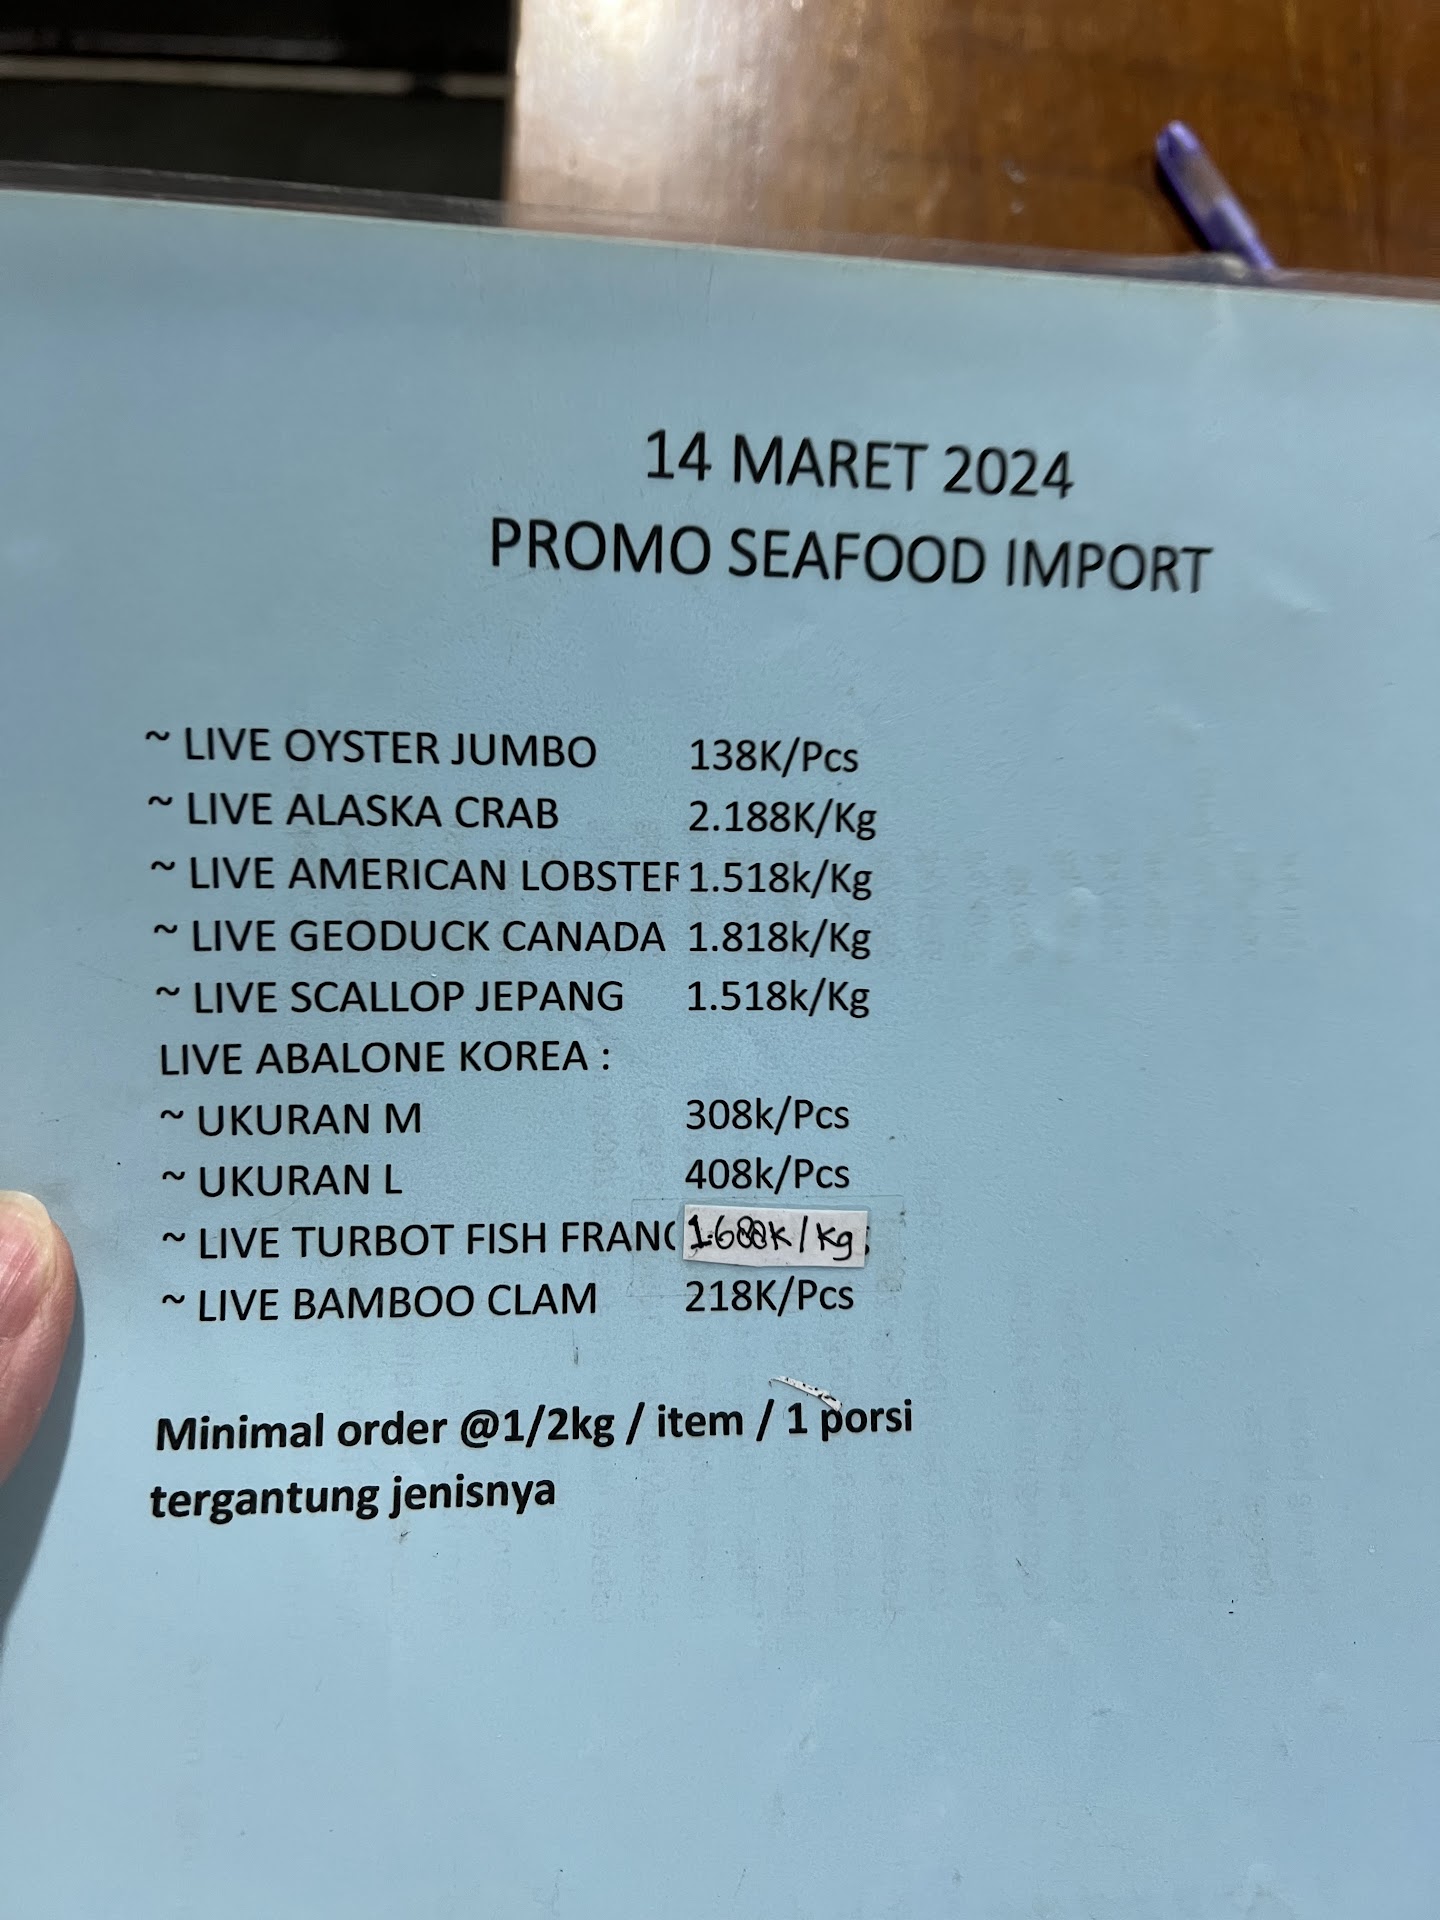 14 MARET 2024
PROMO SEAFOOD IMPORT
~ LIVE OYSTER JUMBO 138K/Pcs
~ LIVE ALASKA CRAB 2.188K/Kg
~ LIVE AMERICAN LOBSTER 1.518k/Kg
~ LIVE GEODUCK CANADA 1.818k/Kg
~ LIVE SCALLOP JEPANG 1.518k/Kg
LIVE ABALONE KOREA :
~ UKURAN M 308k/Pcs
~ UKURAN L 408k/Pcs
~ LIVE TURBOT FISH FRANC 1.688k/kg
~ LIVE BAMBOO CLAM 218K/Pcs
Minimal order @1/2kg / item / 1 porsi
tergantung jenisnya